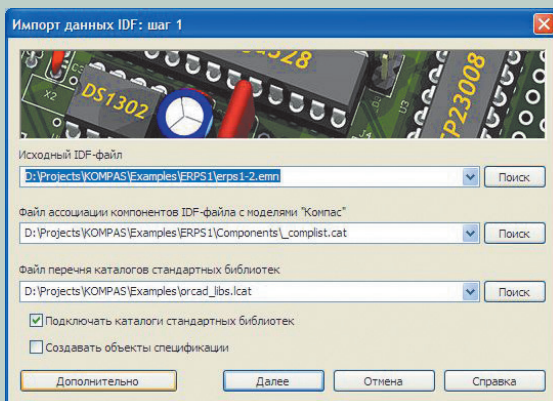 Импорт данных IDF: шаг 1
X2
DS1302
328
U3
CP23008
Исходный IDF-файл
D:\Projects\KOMPAS\Examples\ERPS1\erps1-2.emn
Поиск
Файл ассоциации компонентов IDF-файла с моделями "Компас"
D:\Projects\KOMPAS\Examples\ERPS1\Components\_complist.cat
Поиск
Файл перечня каталогов стандартных библиотек
D:\Projects\KOMPAS\Examples\orcad_libs.lcat
Поиск
Подключать каталоги стандартных библиотек
Создавать объекты спецификации
Дополнительно Далее Отмена Справка